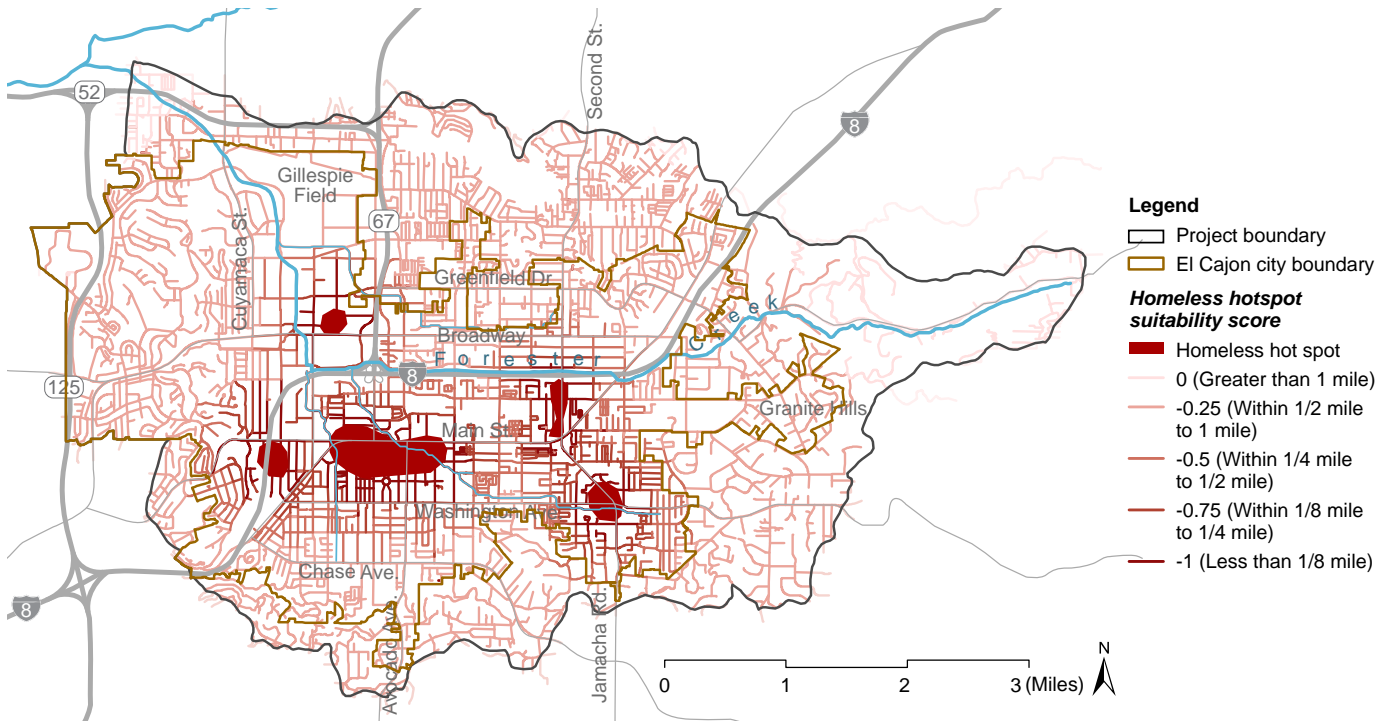 52
Second St.
8
Gillespie
Field
67
Cuyamaca St.
Greenfield Dr
Broadway
Forester
Creek
8
125
Granite Hills
Main St.
Washington Ave
Chase Ave.
8
Avocado Ave.
Jamacha Rd.
Legend
Project boundary
El Cajon city boundary
Homeless hotspot
suitability score
Homeless hot spot
0 (Greater than 1 mile)
-0.25 (Within 1/2 mile
to 1 mile)
-0.5 (Within 1/4 mile
to 1/2 mile)
-0.75 (Within 1/8 mile
to 1/4 mile)
-1 (Less than 1/8 mile)
0 1 2 3 (Miles)
N